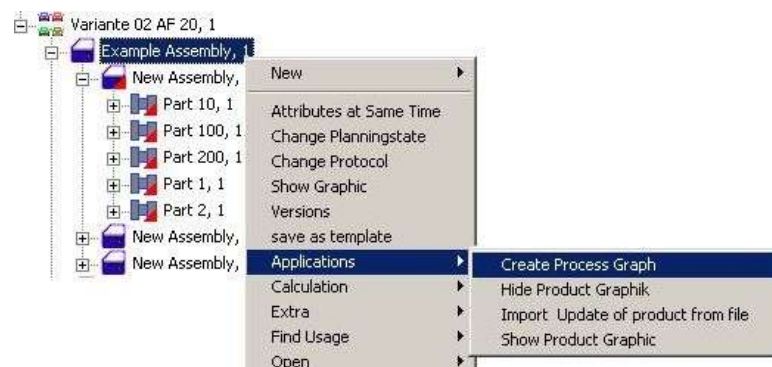 Variante 02 AF 20, 1
Example Assembly, 1
New Assembly,
Part 10, 1
Part 100, 1
Part 200, 1
Part 1, 1
Part 2, 1
New Assembly,
New Assembly,
New
Attributes at Same Time
Change Planningstate
Change Protocol
Show Graphic
Versions
save as template
Applications
Calculation
Extra
Find Usage
Open
Create Process Graph
Hide Product Graphik
Import Update of product from file
Show Product Graphic